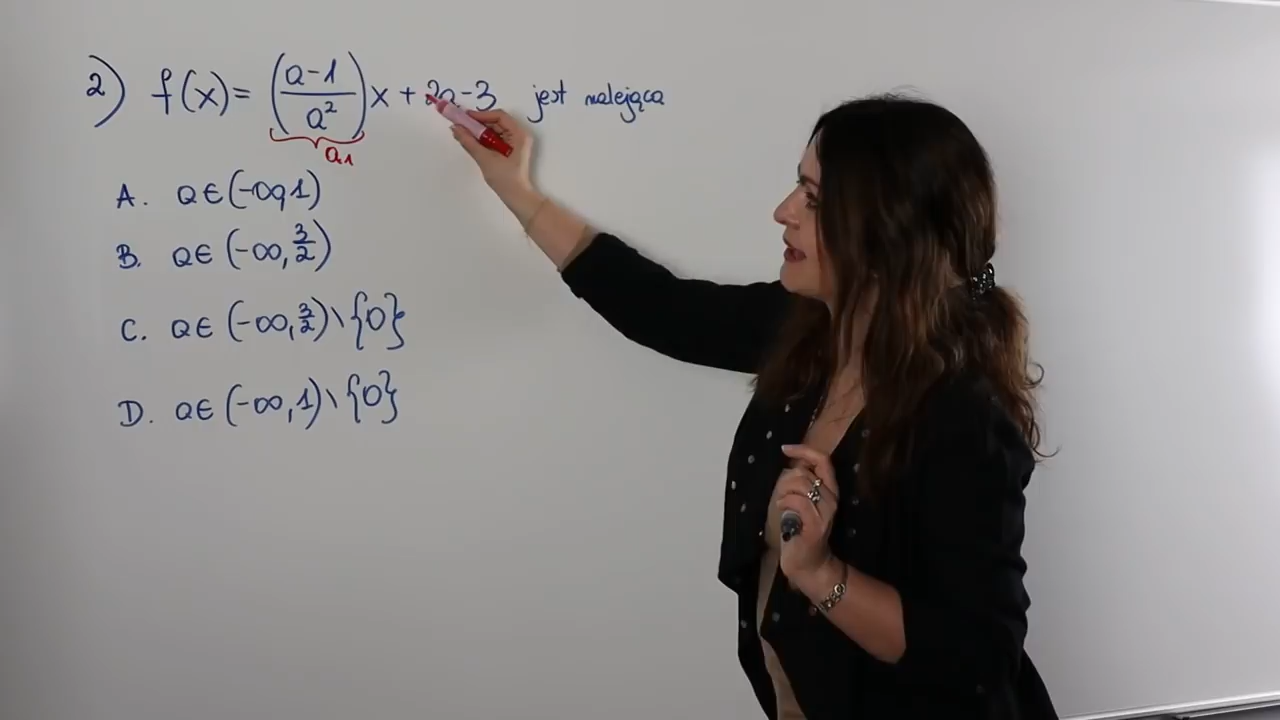 2) f(x) = ((a-1)/a²)x + 2a-3 jest malejąca
a₁
A. a∈(-∞,1)
B. a∈(-∞,3/2)
C. a∈(-∞,3/2)\{0}
D. a∈(-∞,1)\{0}